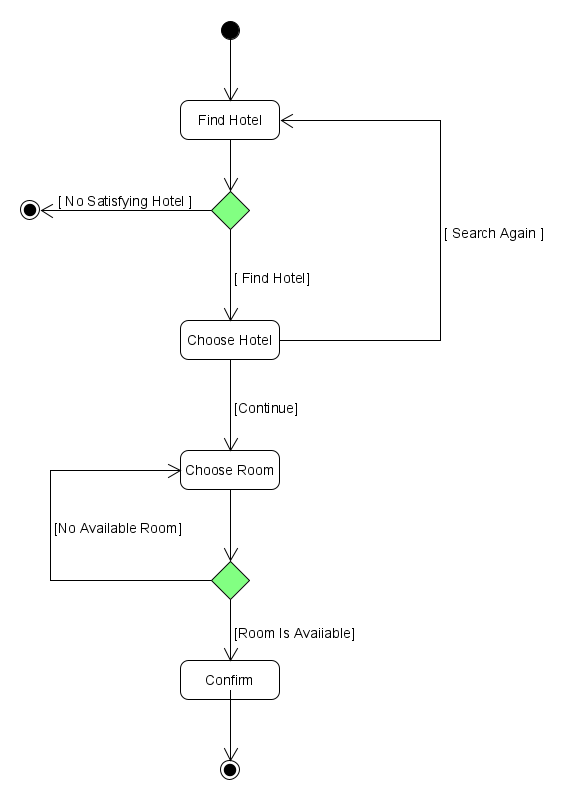 Find Hotel
[ No Satisfying Hotel ]
[ Search Again ]
[ Find Hotel]
Choose Hotel
[Continue]
Choose Room
[No Available Room]
[Room Is Avaiiable]
Confirm